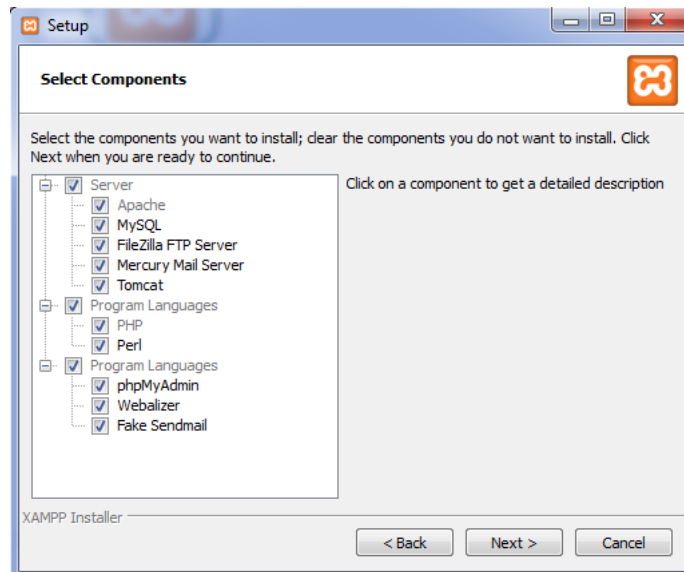 Setup
Select Components
Select the components you want to install; clear the components you do not want to install. Click
Next when you are ready to continue.
Server
Apache
MySQL
FileZilla FTP Server
Mercury Mail Server
Tomcat
Program Languages
PHP
Perl
Program Languages
phpMyAdmin
Webalizer
Fake Sendmail
Click on a component to get a detailed description
XAMPP Installer
< Back
Next >
Cancel